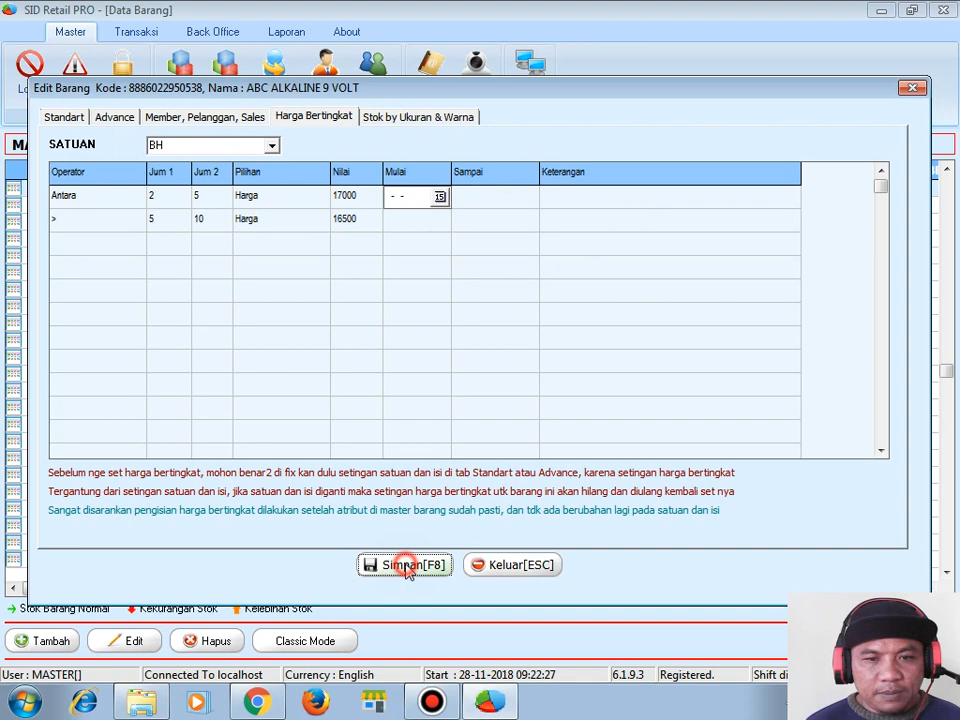 SID Retail PRO - [Data Barang]
Master Transaksi Back Office Laporan About
Edit Barang Kode : 8886022950538, Nama : ABC ALKALINE 9 VOLT
Standart Advance Member, Pelanggan, Sales Harga Bertingkat Stok by Ukuran & Warna
SATUAN BH
Operator Jum 1 Jum 2 Pilihan Nilai Mulai Sampai Keterangan
Antara 2 5 Harga 17000 - - 15
> 5 10 Harga 16500
Sebelum nge set harga bertingkat, mohon benar2 di fix kan dulu setingan satuan dan isi di tab Standart atau Advance, karena setingan harga bertingkat
Tergantung dari setingan satuan dan isi, jika satuan dan isi diganti maka setingan harga bertingkat utk barang ini akan hilang dan diulang kembali set nya
Sangat disarankan pengisian harga bertingkat dilakukan setelah atribut di master barang sudah pasti, dan tdk ada berubahan lagi pada satuan dan isi
Simpan[F8] Keluar[ESC]
Stok Barang Normal Kekurangan Stok Kelebihan Stok
Tambah Edit Hapus Classic Mode
User : MASTER[] Connected To localhost Currency : English Start : 28-11-2018 09:22:27 6.1.9.3 Registered. Shift di